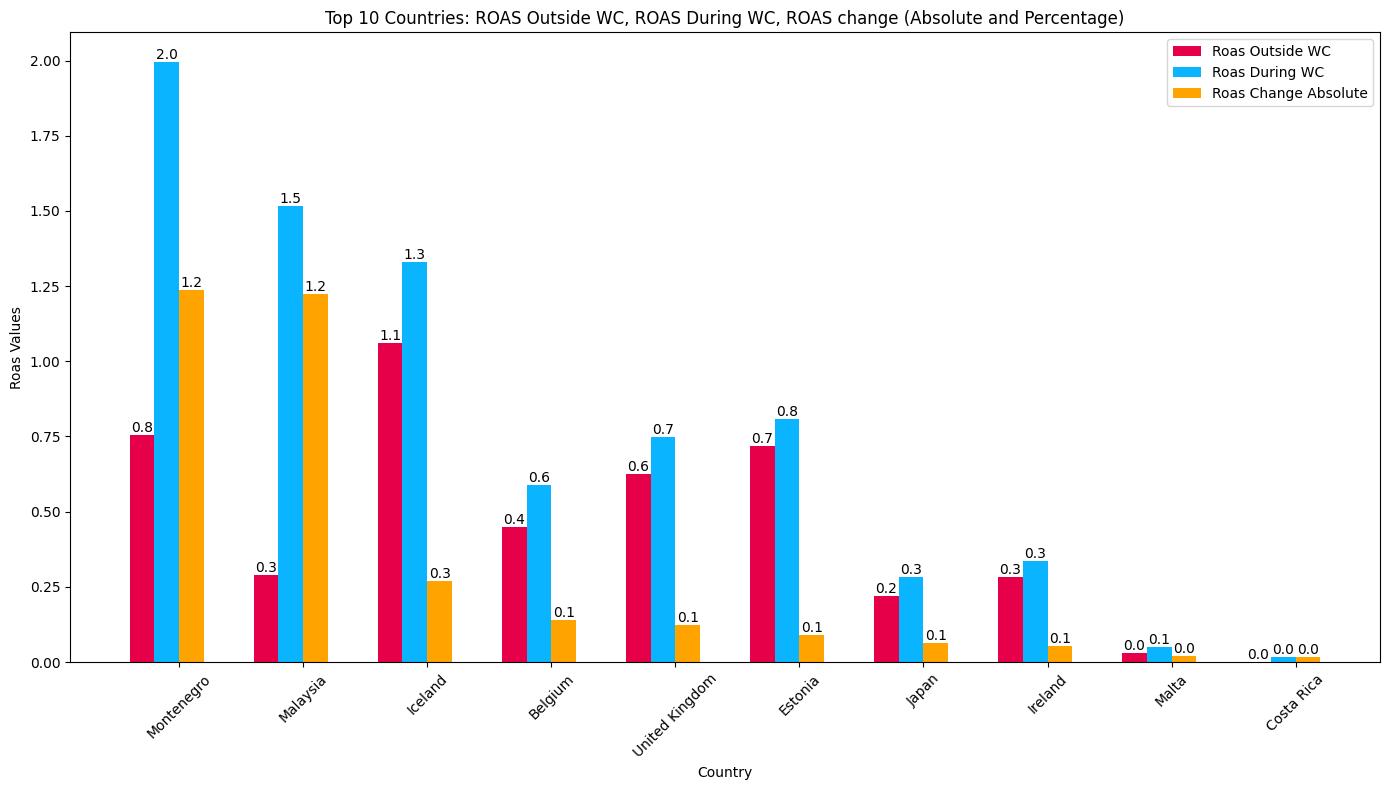 Top 10 Countries: ROAS Outside WC, ROAS During WC, ROAS change (Absolute and Percentage)
Roas Outside WC
Roas During WC
Roas Change Absolute
Roas Values
2.00
1.75
1.50
1.25
1.00
0.75
0.50
0.25
0.00
0.8 2.0 1.2
0.3 1.5 1.2
1.1 1.3 0.3
0.4 0.6 0.1
0.6 0.7 0.1
0.7 0.8 0.1
0.2 0.3 0.1
0.3 0.3 0.1
0.0 0.1 0.0
0.0 0.0 0.0
Montenegro
Malaysia
Iceland
Belgium
United Kingdom
Estonia
Japan
Ireland
Malta
Costa Rica
Country